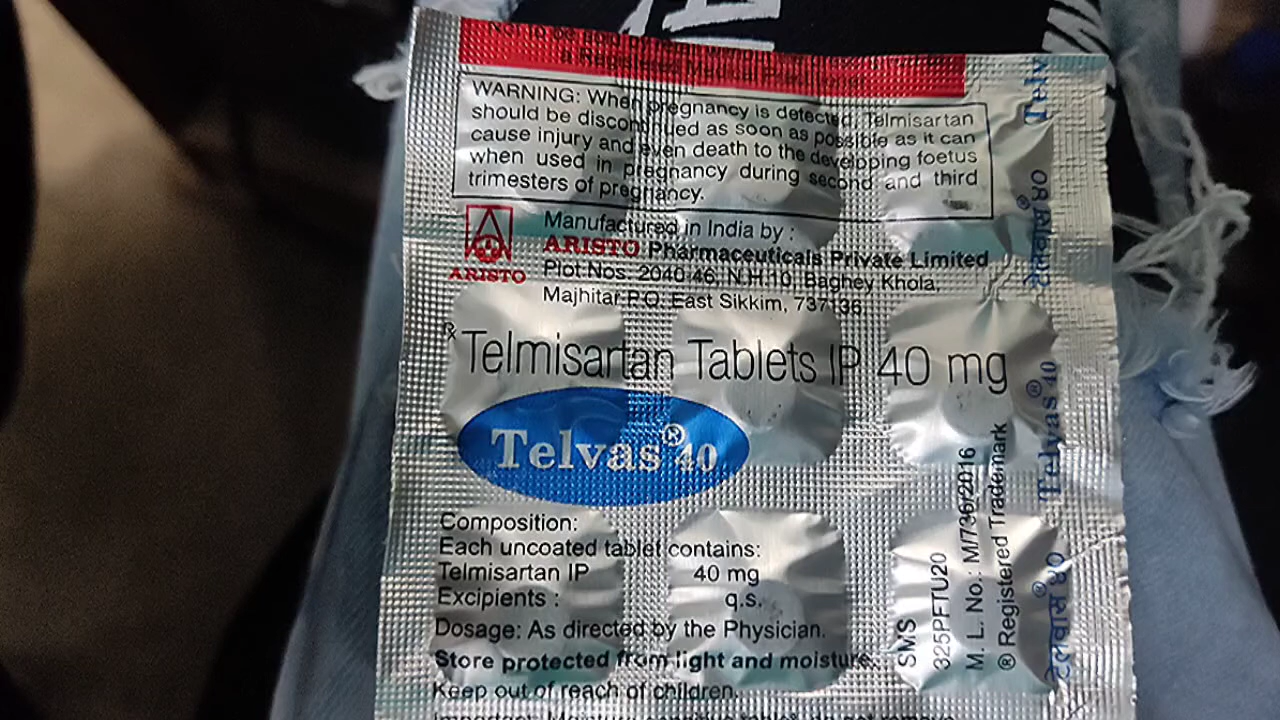 a Registered Medical Practitioner
WARNING: When pregnancy is detected, Telmisartan
should be discontinued as soon as possible as it can
cause injury and even death to the developing foetus
when used in pregnancy during second and third
trimesters of pregnancy.
ARISTO
Manufactured in India by :
ARISTO Pharmaceuticals Private Limited
Plot Nos. 2040-46, N.H.10, Baghey Khola,
Majhitar P.O. East Sikkim, 737136
℞ Telmisartan Tablets IP 40 mg
Telvas® 40
Composition:
Each uncoated tablet contains:
Telmisartan IP 40 mg
Excipients : q.s.
Dosage: As directed by the Physician.
Store protected from light and moisture.
Keep out of reach of children.
SMS
325PFTU20
M. L. No.: M/736/2016
® Registered Trademark
Telv
टेलवास® ४०
Telvas® 40
टेलवास® ४०